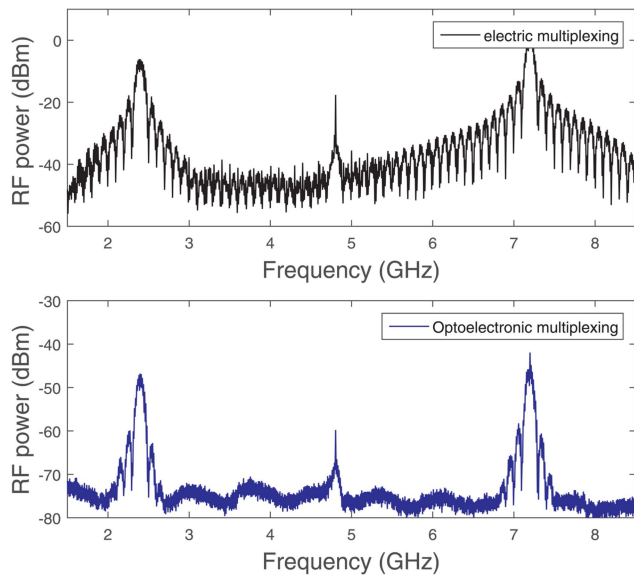 electric multiplexing
RF power (dBm)
0
-20
-40
-60
2 3 4 5 6 7 8
Frequency (GHz)
Optoelectronic multiplexing
RF power (dBm)
-30
-40
-50
-60
-70
-80
2 3 4 5 6 7 8
Frequency (GHz)